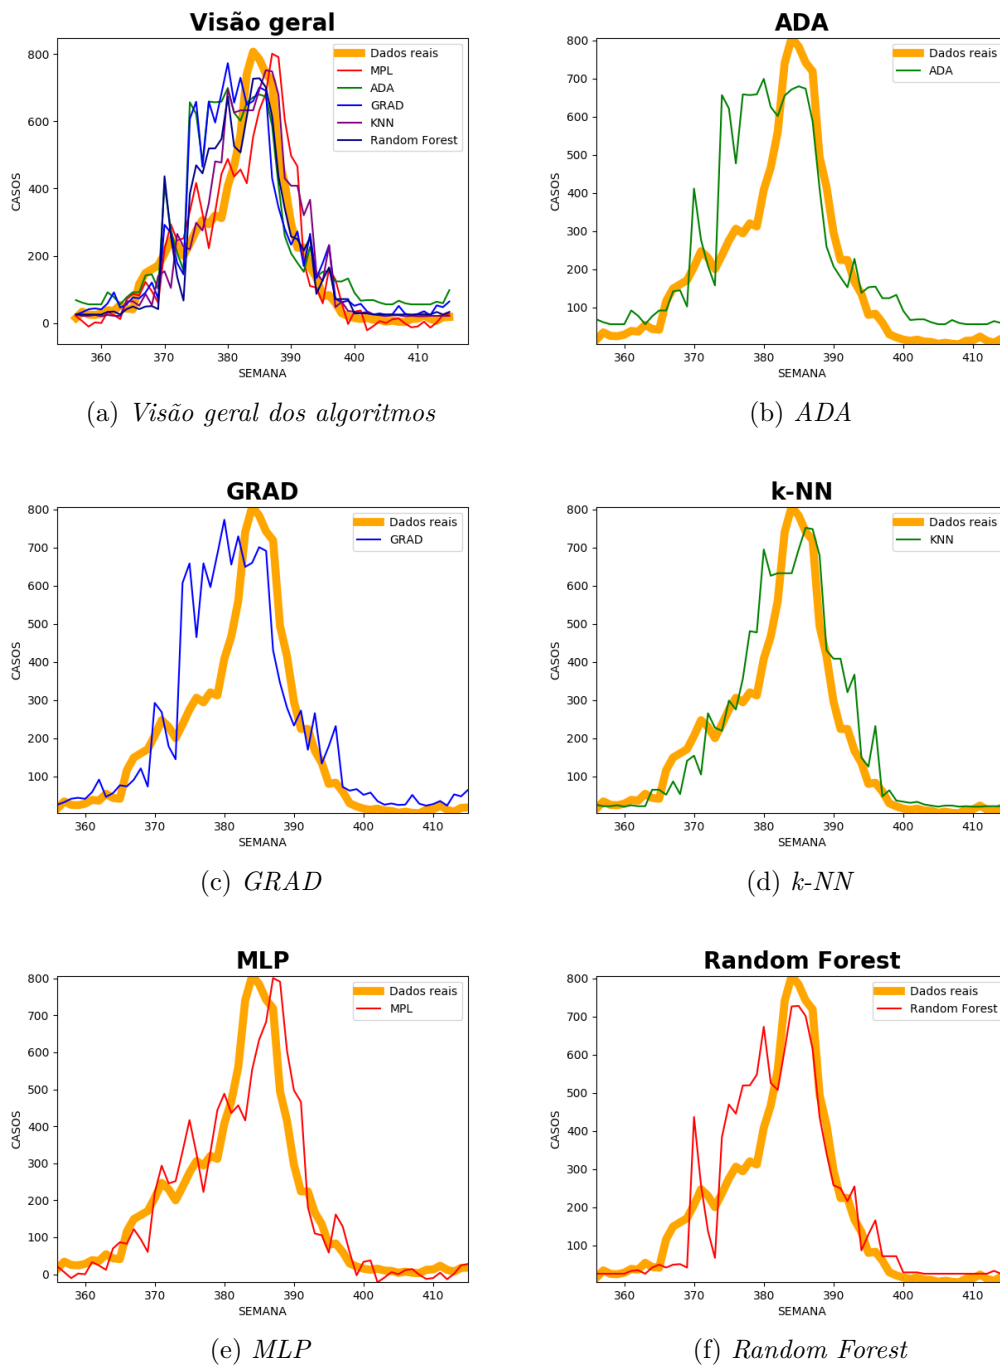 Visão geral
800
600
400
200
0
CASOS
360 370 380 390 400 410
SEMANA
Dados reais
MPL
ADA
GRAD
KNN
Random Forest
(a) Visão geral dos algoritmos
ADA
800
700
600
500
400
300
200
100
CASOS
360 370 380 390 400 410
SEMANA
Dados reais
ADA
(b) ADA
GRAD
800
700
600
500
400
300
200
100
CASOS
360 370 380 390 400 410
SEMANA
Dados reais
GRAD
(c) GRAD
k-NN
800
700
600
500
400
300
200
100
CASOS
360 370 380 390 400 410
SEMANA
Dados reais
KNN
(d) k-NN
MLP
800
700
600
500
400
300
200
100
0
CASOS
360 370 380 390 400 410
SEMANA
Dados reais
MPL
(e) MLP
Random Forest
800
700
600
500
400
300
200
100
CASOS
360 370 380 390 400 410
SEMANA
Dados reais
Random Forest
(f) Random Forest